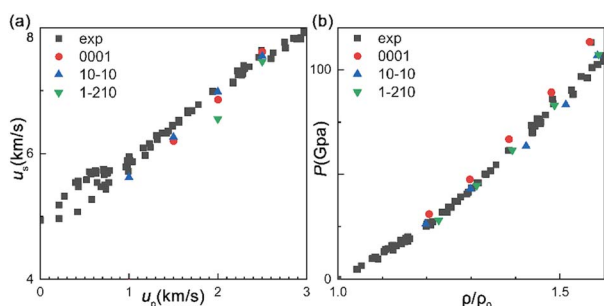 (a)
8
exp
0001
10-10
1-210
uₛ(km/s)
6
4
0
1
2
3
uₚ(km/s)
(b)
exp
0001
10-10
1-210
100
P(Gpa)
0
1.0
1.5
ρ/ρ₀